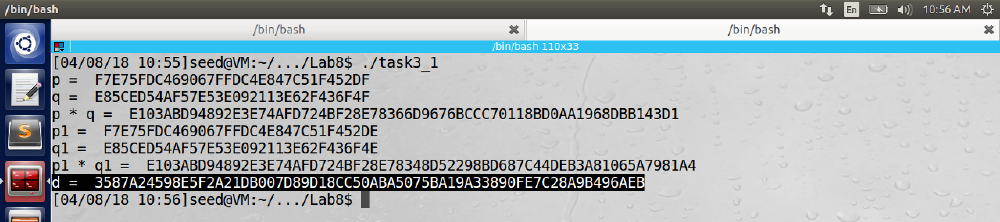 /bin/bash
En
10:56 AM
/bin/bash
/bin/bash
/bin/bash 110x33
[04/08/18 10:55]seed@VM:~/.../Lab8$ ./task3_1
p =  F7E75FDC469067FFDC4E847C51F452DF
q =  E85CED54AF57E53E092113E62F436F4F
p * q =  E103ABD94892E3E74AFD724BF28E78366D9676BCCC70118BD0AA1968DBB143D1
p1 =  F7E75FDC469067FFDC4E847C51F452DE
q1 =  E85CED54AF57E53E092113E62F436F4E
p1 * q1 =  E103ABD94892E3E74AFD724BF28E78348D52298BD687C44DEB3A81065A7981A4
d =  3587A24598E5F2A21DB007D89D18CC50ABA5075BA19A33890FE7C28A9B496AEB
[04/08/18 10:56]seed@VM:~/.../Lab8$